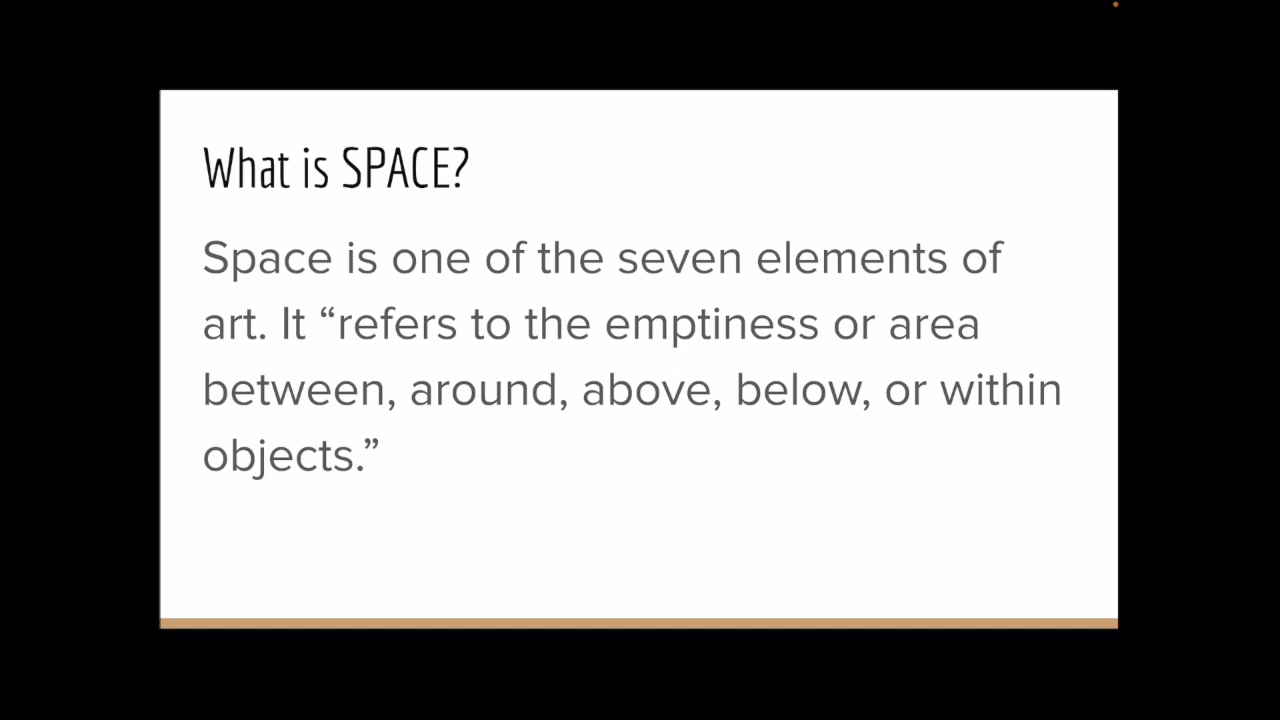 What is SPACE?
Space is one of the seven elements of
art. It “refers to the emptiness or area
between, around, above, below, or within
objects.”